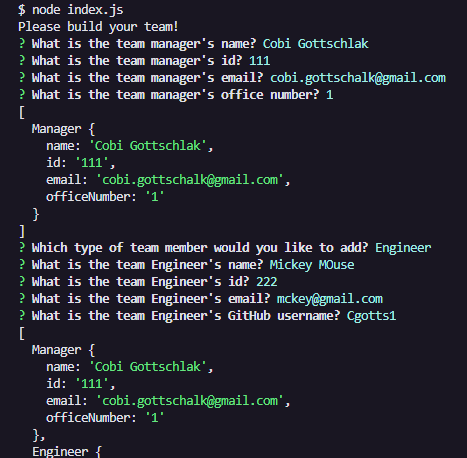 $ node index.js
Please build your team!
? What is the team manager's name? Cobi Gottschlak
? What is the team manager's id? 111
? What is the team manager's email? cobi.gottschalk@gmail.com
? What is the team manager's office number? 1
[
  Manager {
    name: 'Cobi Gottschlak',
    id: '111',
    email: 'cobi.gottschalk@gmail.com',
    officeNumber: '1'
  }
]
? Which type of team member would you like to add? Engineer
? What is the team Engineer's name? Mickey MOuse
? What is the team Engineer's id? 222
? What is the team Engineer's email? mckey@gmail.com
? What is the team Engineer's GitHub username? Cgotts1
[
  Manager {
    name: 'Cobi Gottschlak',
    id: '111',
    email: 'cobi.gottschalk@gmail.com',
    officeNumber: '1'
  },
  Engineer {